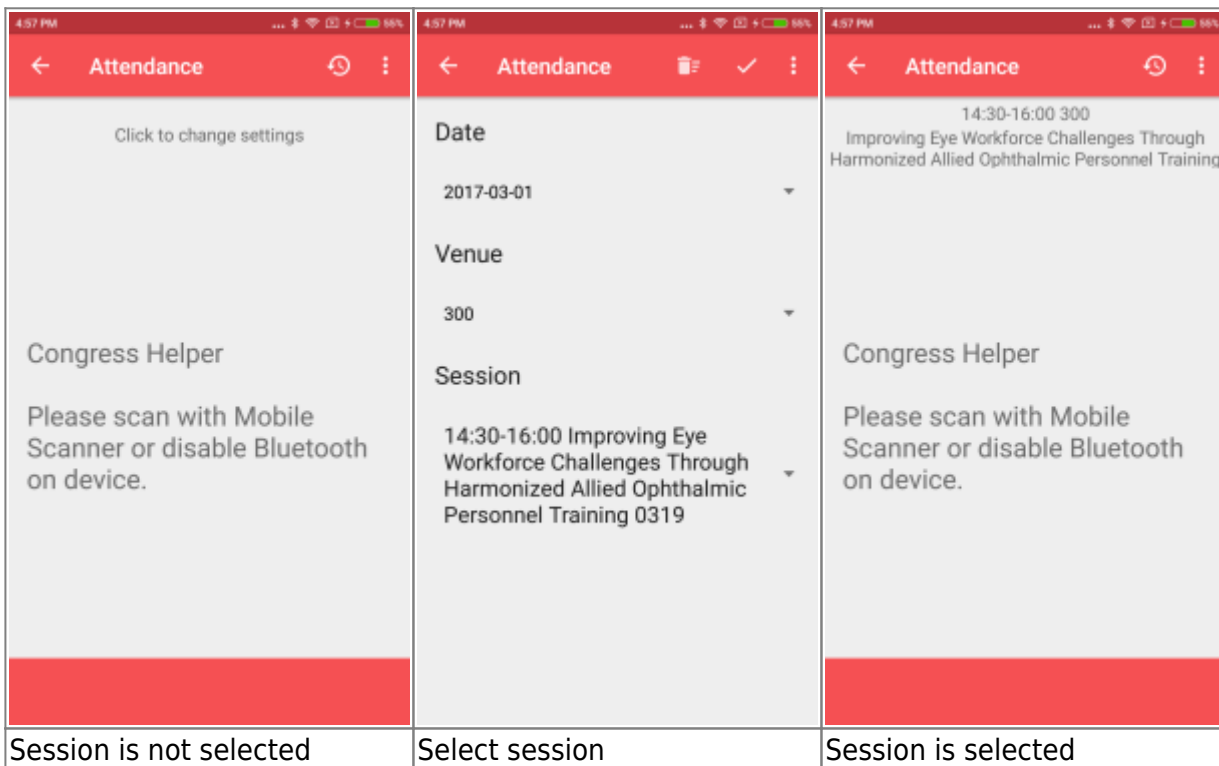 4:57 PM ... 55%
Attendance
Click to change settings
Congress Helper
Please scan with Mobile
Scanner or disable Bluetooth
on device.
Session is not selected
4:57 PM ... 55%
Attendance
Date
2017-03-01
Venue
300
Session
14:30-16:00 Improving Eye
Workforce Challenges Through
Harmonized Allied Ophthalmic
Personnel Training 0319
Select session
4:57 PM ... 55%
Attendance
14:30-16:00 300
Improving Eye Workforce Challenges Through
Harmonized Allied Ophthalmic Personnel Training
Congress Helper
Please scan with Mobile
Scanner or disable Bluetooth
on device.
Session is selected